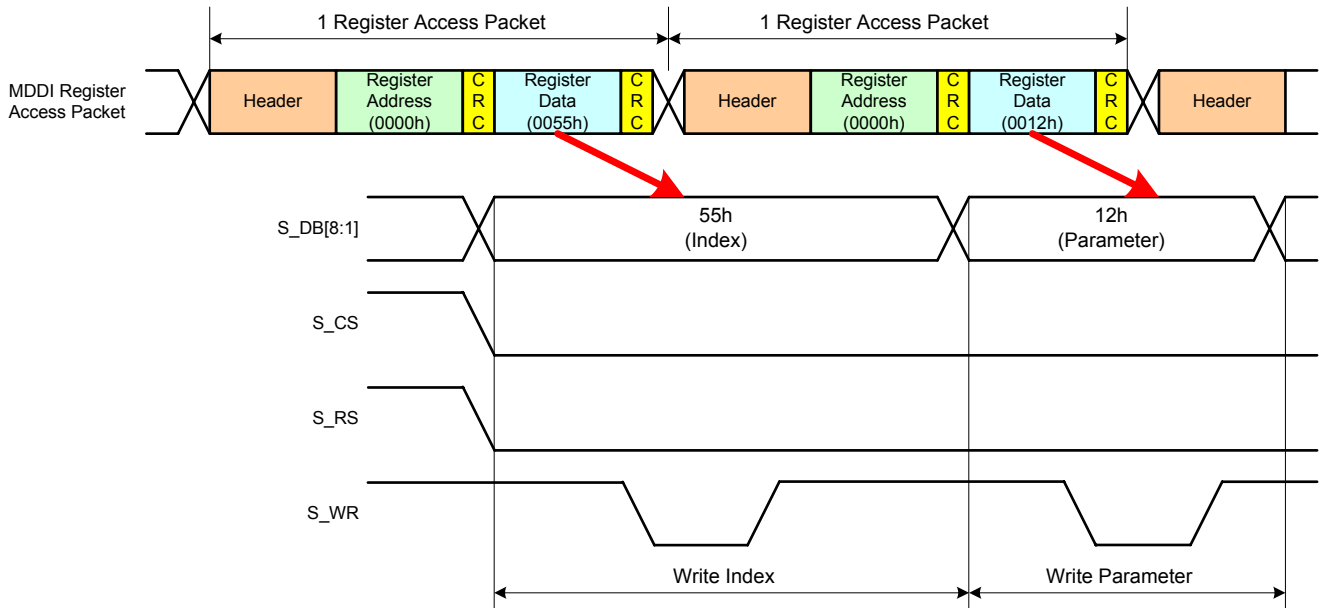 1 Register Access Packet
1 Register Access Packet
MDDI Register
Access Packet
Header
Register
Address
(0000h)
C
R
C
Register
Data
(0055h)
C
R
C
Header
Register
Address
(0000h)
C
R
C
Register
Data
(0012h)
C
R
C
Header
S_DB[8:1]
55h
(Index)
12h
(Parameter)
S_CS
S_RS
S_WR
Write Index
Write Parameter